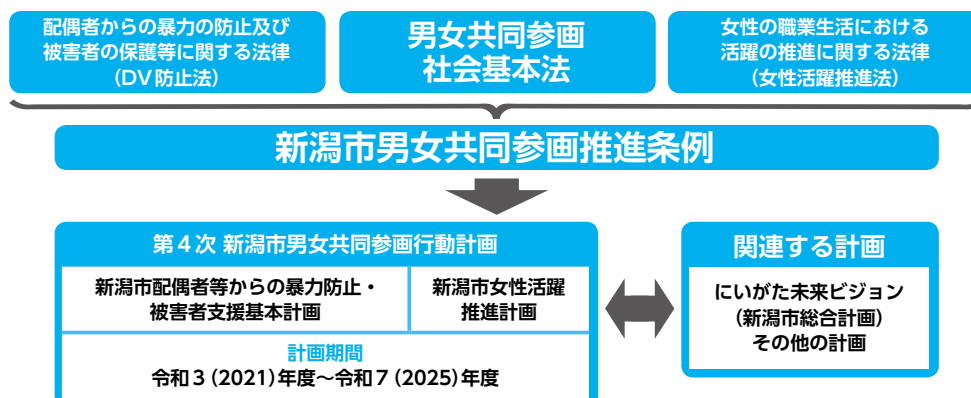 配偶者からの暴力の防止及び
被害者の保護等に関する法律
（DV防止法）
男女共同参画
社会基本法
女性の職業生活における
活躍の推進に関する法律
（女性活躍推進法）
新潟市男女共同参画推進条例
第4次 新潟市男女共同参画行動計画
新潟市配偶者等からの暴力防止・
被害者支援基本計画
新潟市女性活躍
推進計画
計画期間
令和3（2021）年度～令和7（2025）年度
関連する計画
にいがた未来ビジョン
（新潟市総合計画）
その他の計画